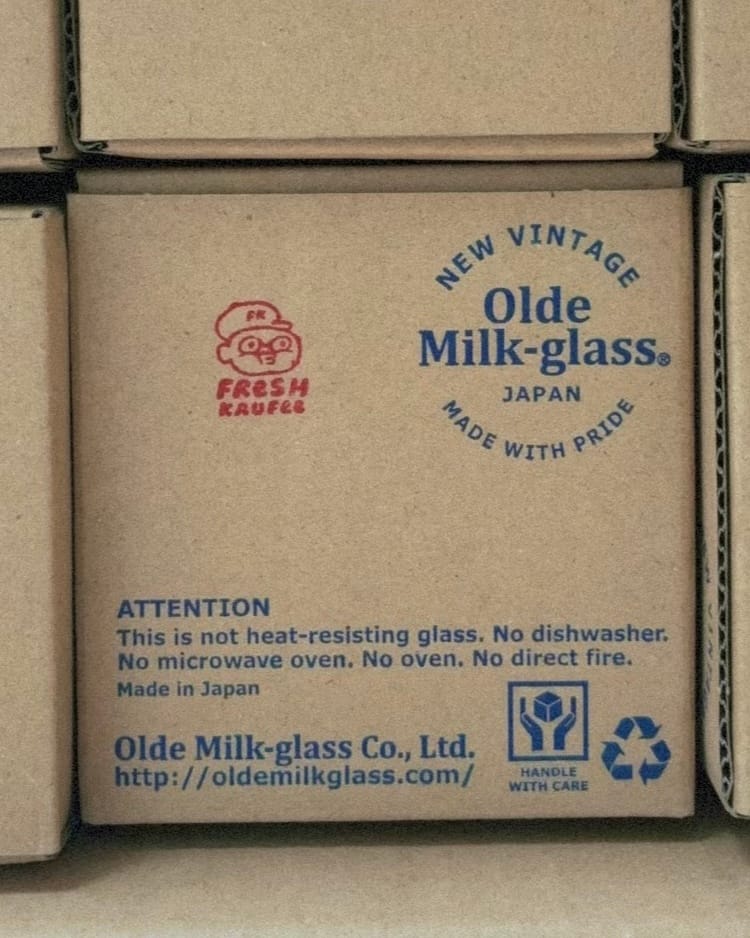 NEW VINTAGE
Olde
Milk-glass®
JAPAN
MADE WITH PRIDE
FK
FReSH
KAUFee
ATTENTION
This is not heat-resisting glass. No dishwasher.
No microwave oven. No oven. No direct fire.
Made in Japan
Olde Milk-glass Co., Ltd.
http://oldemilkglass.com/
HANDLE
WITH CARE